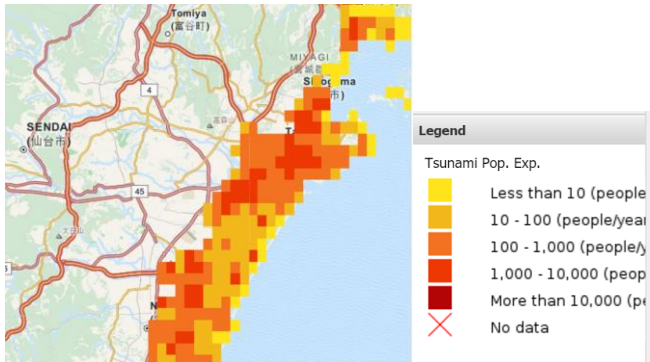 Tomiya
(富谷町)
4
MIYAGI
SENDAI
(仙台市)
45
Legend
Tsunami Pop. Exp.
Less than 10 (people
10 - 100 (people/year
100 - 1,000 (people/y
1,000 - 10,000 (peop
More than 10,000 (pe
No data